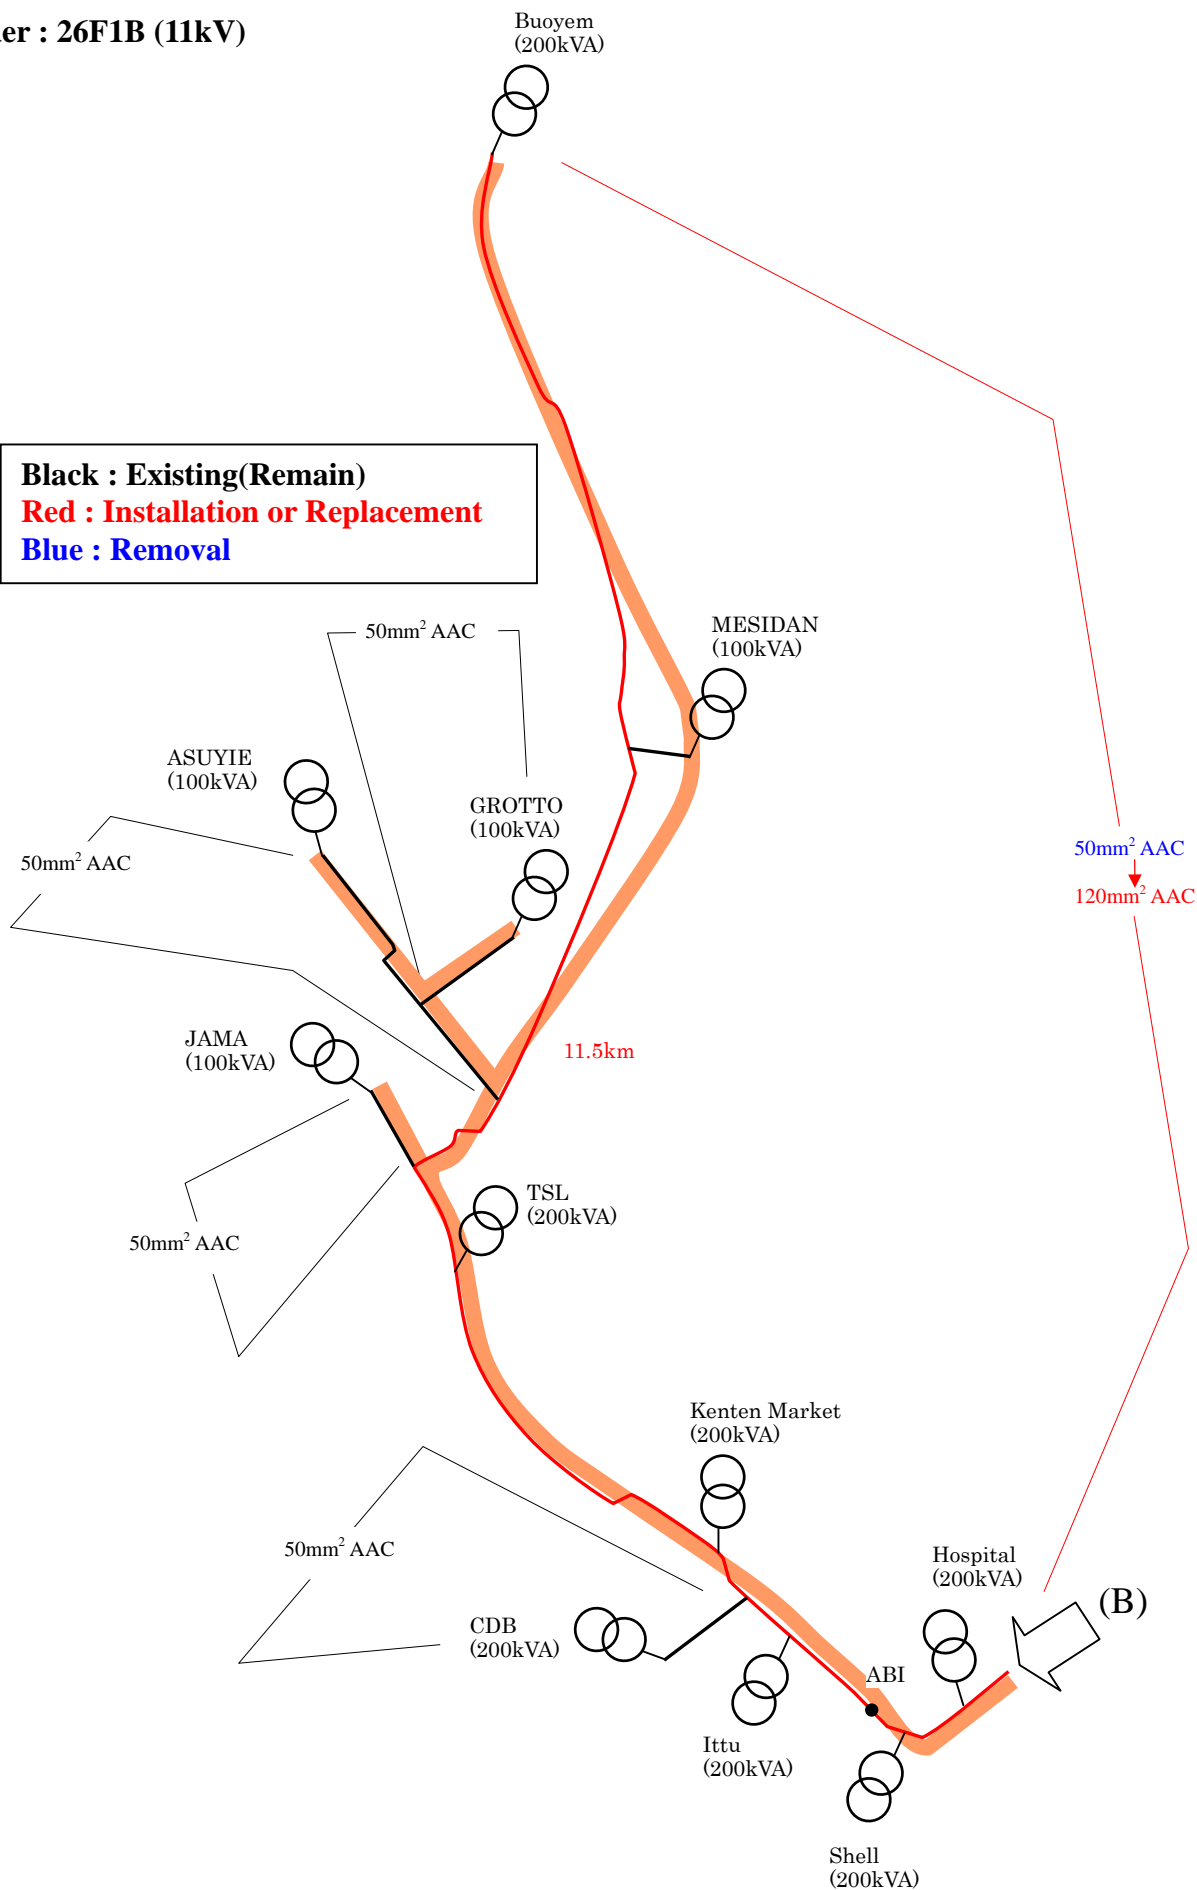 er : 26F1B (11kV)
Buoyem
(200kVA)
Black : Existing(Remain)
Red : Installation or Replacement
Blue : Removal
50mm² AAC
MESIDAN
(100kVA)
ASUYIE
(100kVA)
GROTTO
(100kVA)
50mm² AAC
50mm² AAC
120mm² AAC
JAMA
(100kVA)
11.5km
TSL
(200kVA)
50mm² AAC
Kenten Market
(200kVA)
50mm² AAC
Hospital
(200kVA)
(B)
CDB
(200kVA)
ABI
Ittu
(200kVA)
Shell
(200kVA)